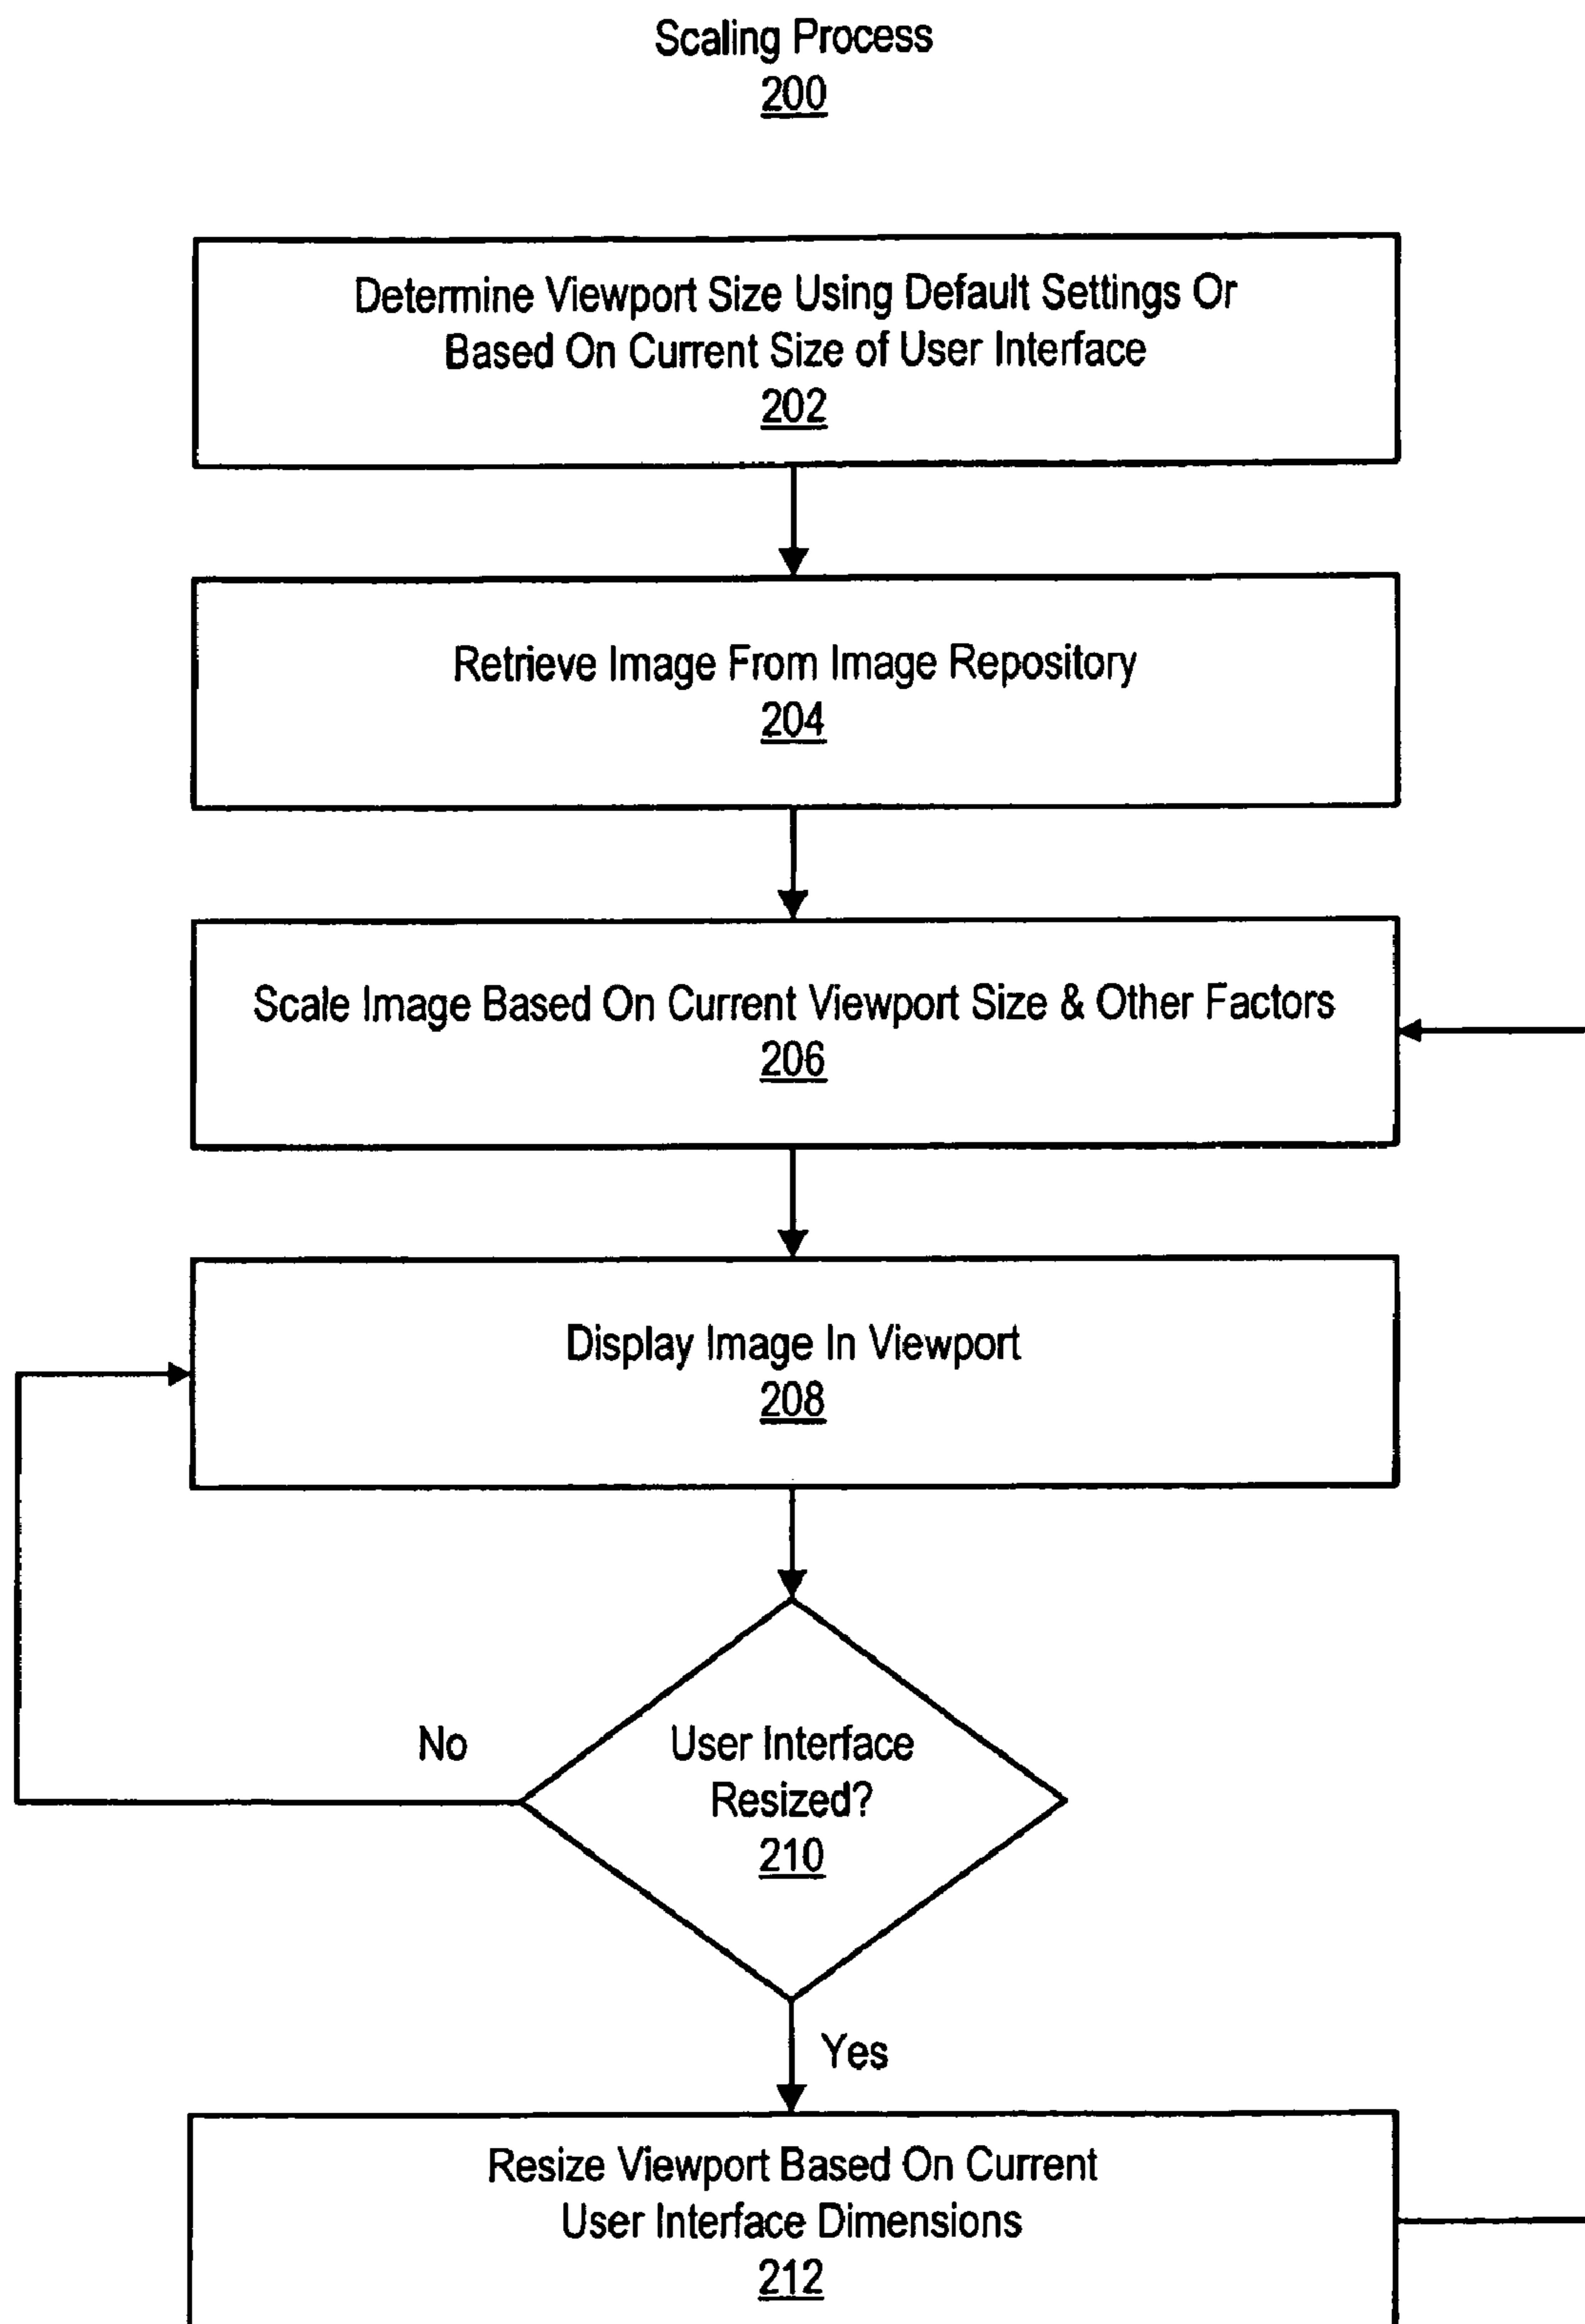 Scaling Process
200
Determine Viewport Size Using Default Settings Or
Based On Current Size of User Interface
202
Retrieve Image From Image Repository
204
Scale Image Based On Current Viewport Size & Other Factors
206
Display Image In Viewport
208
No
User Interface
Resized?
210
Yes
Resize Viewport Based On Current
User Interface Dimensions
212